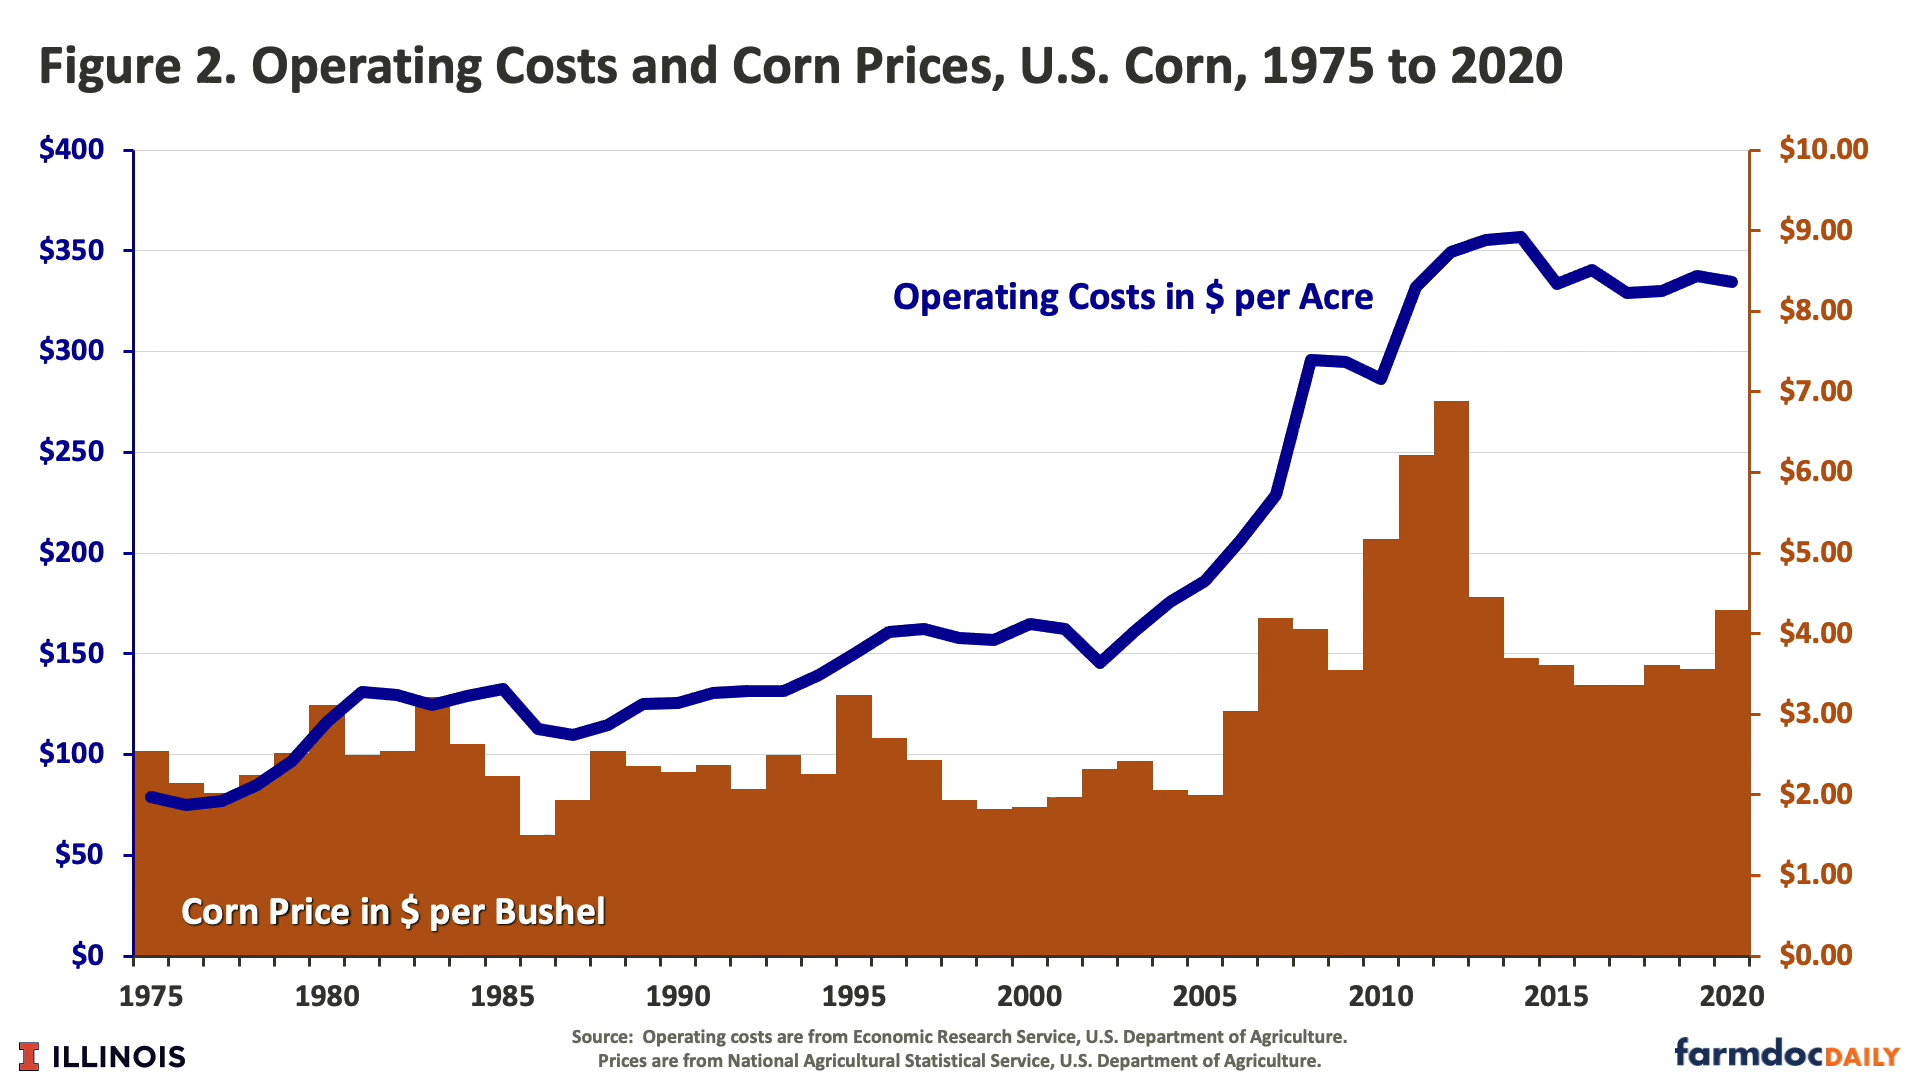 Figure 2. Operating Costs and Corn Prices, U.S. Corn, 1975 to 2020
$400
$350
$300
$250
$200
$150
$100
$50
$0
$10.00
$9.00
$8.00
$7.00
$6.00
$5.00
$4.00
$3.00
$2.00
$1.00
$0.00
Operating Costs in $ per Acre
Corn Price in $ per Bushel
1975 1980 1985 1990 1995 2000 2005 2010 2015 2020
Source: Operating costs are from Economic Research Service, U.S. Department of Agriculture.
Prices are from National Agricultural Statistical Service, U.S. Department of Agriculture.
I ILLINOIS
farmdocDAILY